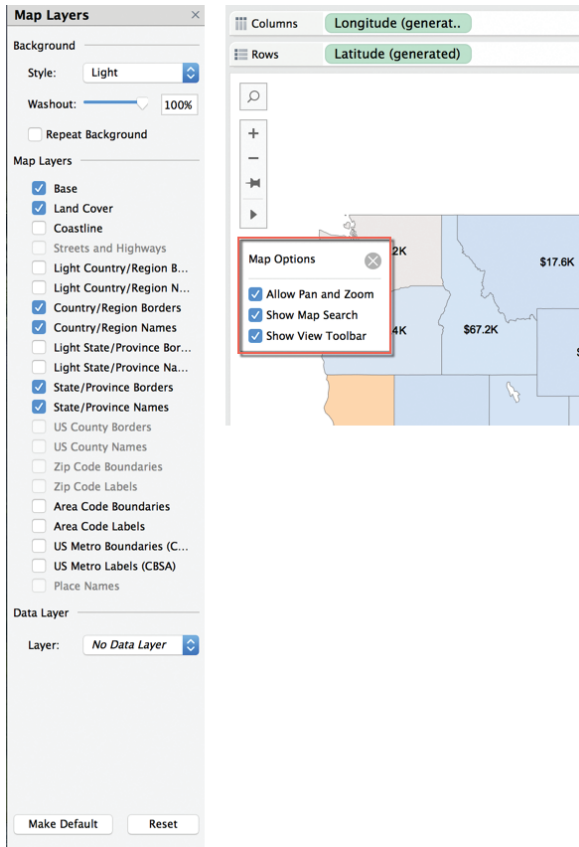 Map Layers
Background
Style: Light
Washout: 100%
Repeat Background
Map Layers
Base
Land Cover
Coastline
Streets and Highways
Light Country/Region B...
Light Country/Region N...
Country/Region Borders
Country/Region Names
Light State/Province Bor...
Light State/Province Na...
State/Province Borders
State/Province Names
US County Borders
US County Names
Zip Code Boundaries
Zip Code Labels
Area Code Boundaries
Area Code Labels
US Metro Boundaries (C...
US Metro Labels (CBSA)
Place Names
Data Layer
Layer: No Data Layer
Make Default Reset
Columns Longitude (generat..
Rows Latitude (generated)
Map Options
Allow Pan and Zoom
Show Map Search
Show View Toolbar
2K
$17.6K
4K
$67.2K
$